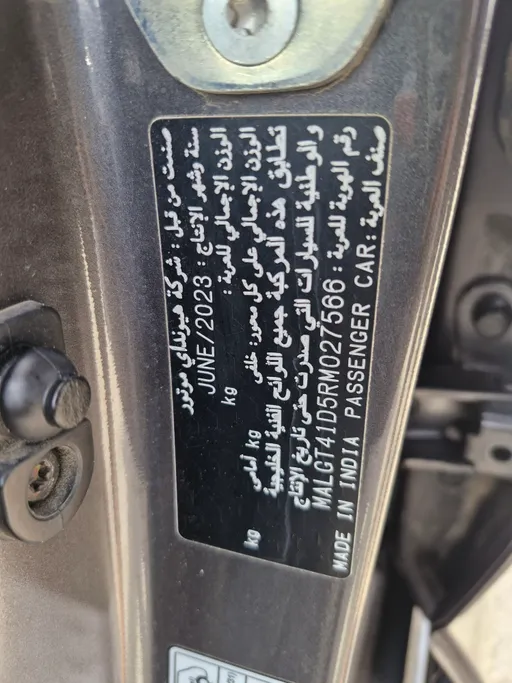 صنعت من قبل : شركة هيونداي موتور
سنة وشهر الإنتاج : JUNE/2023
الوزن الإجمالي للعربة : kg
الوزن الإجمالي على كل محور: خلفي kg أمامي kg
تطابق هذه المركبة جميع اللوائح الفنية الخليجية
و الوطنية للسيارات التي صدرت حتى تاريخ الإنتاج
رقم الهوية للعربة : MALGT41D5RM027566
صنف العربة : MADE IN INDIA PASSENGER CAR